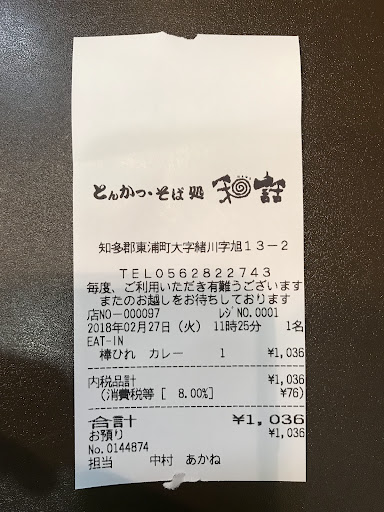 とんかつ・そば処 和話
知多郡東浦町大字緒川字旭13-2
TEL0562822743
毎度、ご利用いただき有難うございます
またのお越しをお待ちしております
店NO-000097 レジNO.0001
2018年02月27日(火) 11時25分 1名
EAT-IN
棒ひれ カレー 1 ¥1,036
内税品計 ¥1,036
(消費税等 [ 8.00%] ¥76)
合計 ¥1,036
お預り ¥1,036
No.0144874
担当 中村 あかね